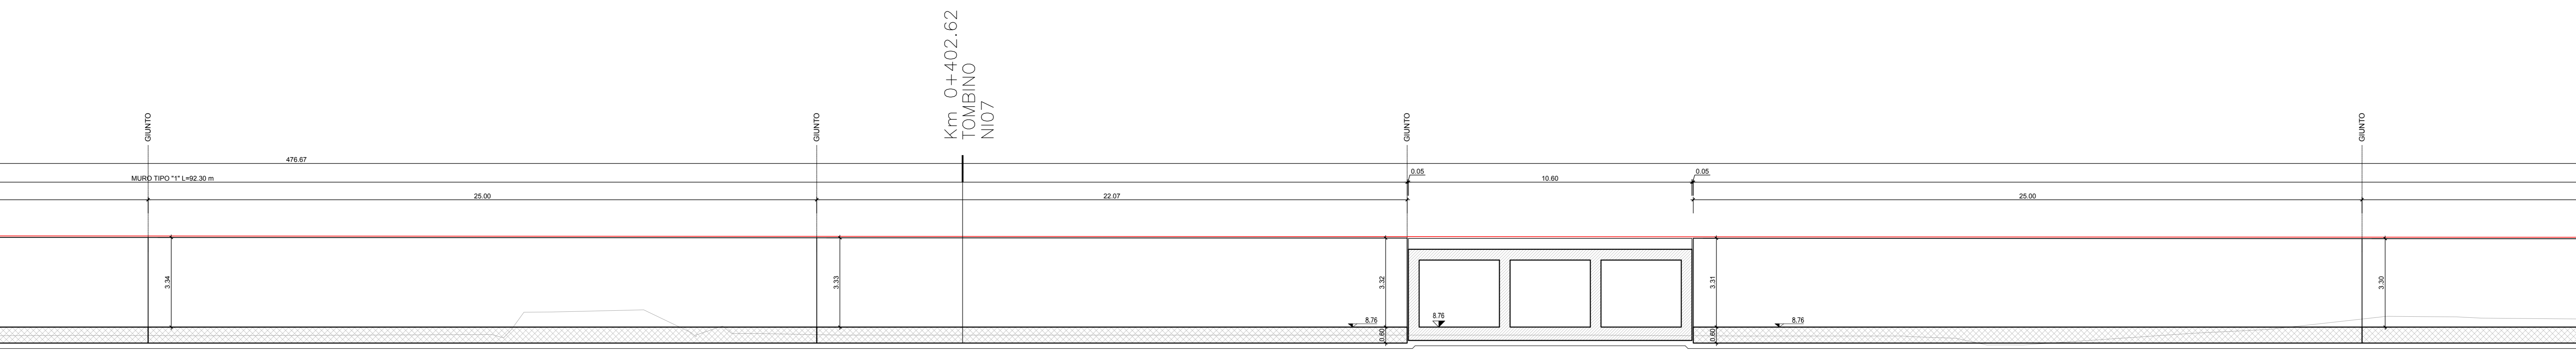 Km 0+402.62
TOMBINO
NI07
GIUNTO
GIUNTO
GIUNTO
GIUNTO
476.67
MURO TIPO "1" L=92.30 m
0.05
10.60
0.05
25.00
22.07
25.00
3.34
3.33
3.32
3.31
3.30
8.76
8.76
8.76
0.60
0.60